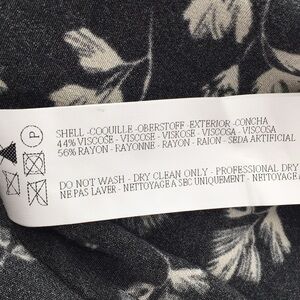 SHELL -COQUILLE -OBERSTOFF -EXTERIOR -CONCHA
44% VISCOSE - VISCOSE - VISKOSE - VISCOSA - VISCOSA
56% RAYON - RAYONNE - RAYON - RAION - SEDA ARTIFICIAL
DO NOT WASH - DRY CLEAN ONLY - PROFESSIONAL DRY
NE PAS LAVER - NETTOYAGE À SEC UNIQUEMENT - NETTOYAGE
P